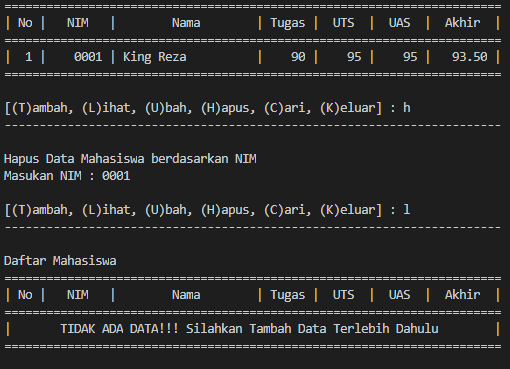 ==================================================================
| No |   NIM   |        Nama        | Tugas |  UTS  |  UAS  |  Akhir  |
==================================================================
|  1 |    0001 | King Reza          |    90 |    95 |    95 |   93.50 |
==================================================================
[(T)ambah, (L)ihat, (U)bah, (H)apus, (C)ari, (K)eluar] : h
------------------------------------------------------------------
Hapus Data Mahasiswa berdasarkan NIM
Masukan NIM : 0001
[(T)ambah, (L)ihat, (U)bah, (H)apus, (C)ari, (K)eluar] : l
------------------------------------------------------------------
Daftar Mahasiswa
==================================================================
| No |   NIM   |        Nama        | Tugas |  UTS  |  UAS  |  Akhir  |
==================================================================
|       TIDAK ADA DATA!!! Silahkan Tambah Data Terlebih Dahulu        |
==================================================================